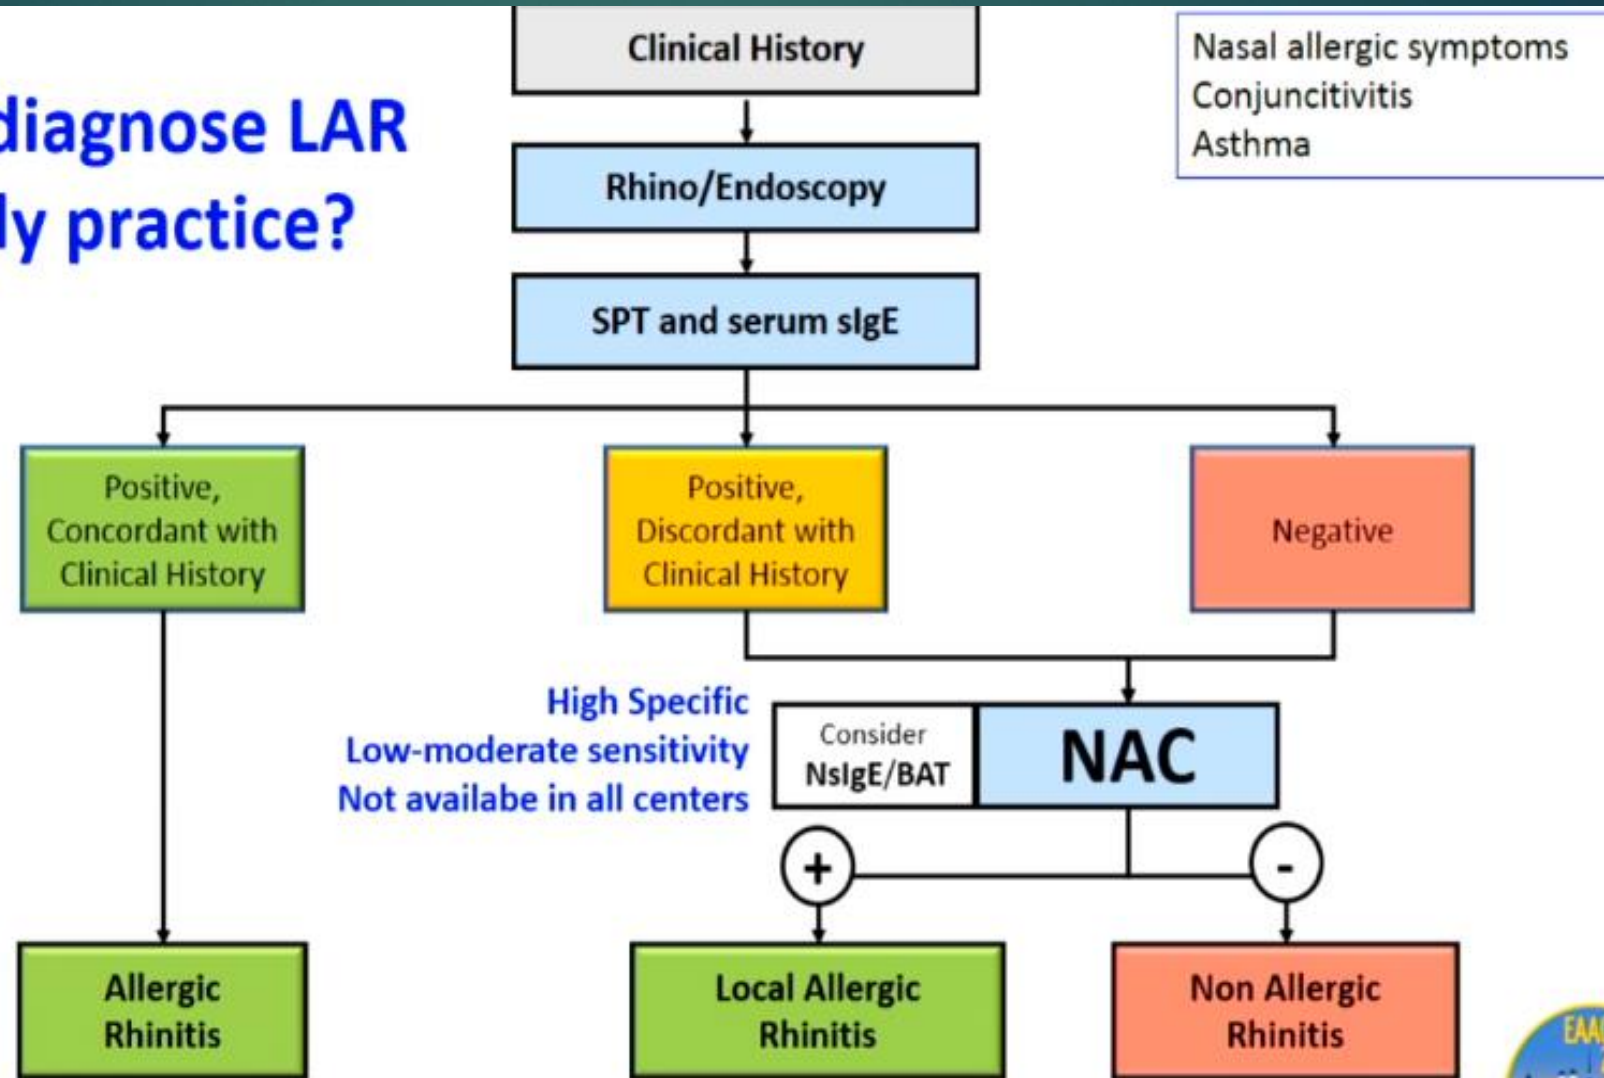 diagnose LAR
ly practice?
Clinical History
Nasal allergic symptoms
Conjuncitivitis
Asthma
Rhino/Endoscopy
SPT and serum sIgE
Positive,
Concordant with
Clinical History
Positive,
Discordant with
Clinical History
Negative
High Specific
Low-moderate sensitivity
Not availabe in all centers
Consider
NsIgE/BAT
NAC
+
-
Allergic
Rhinitis
Local Allergic
Rhinitis
Non Allergic
Rhinitis